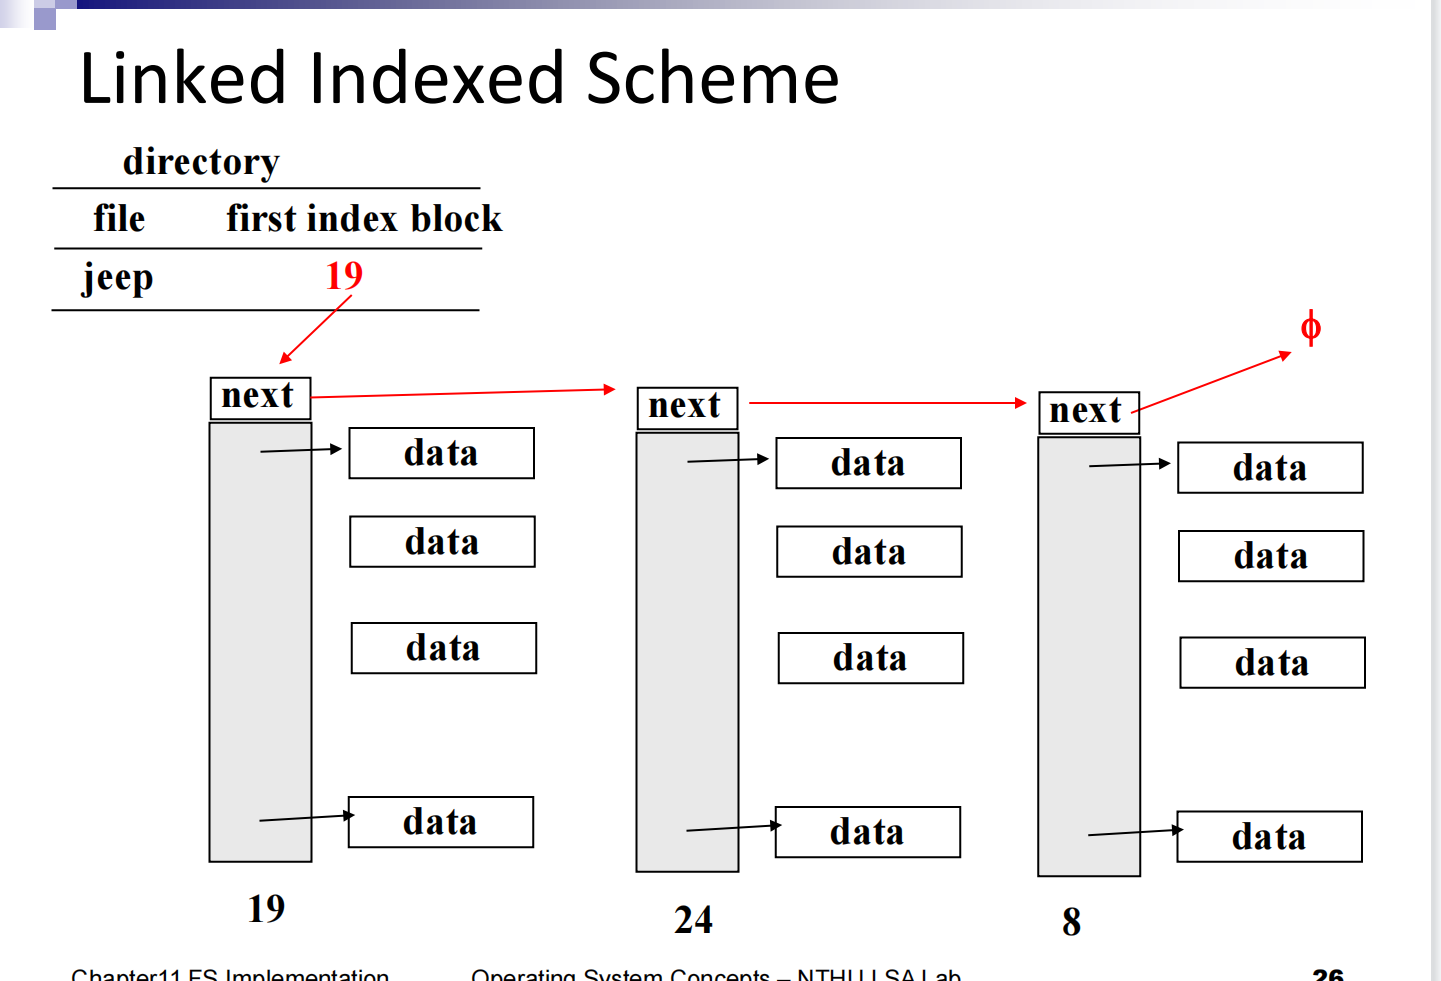 Linked Indexed Scheme
directory
file first index block
jeep 19
ϕ
next next next
data data data
data data data
data data data
data data data
19 24 8
Chapter11 FS Implementation Operating System Concepts – NTHU LSA Lab 26